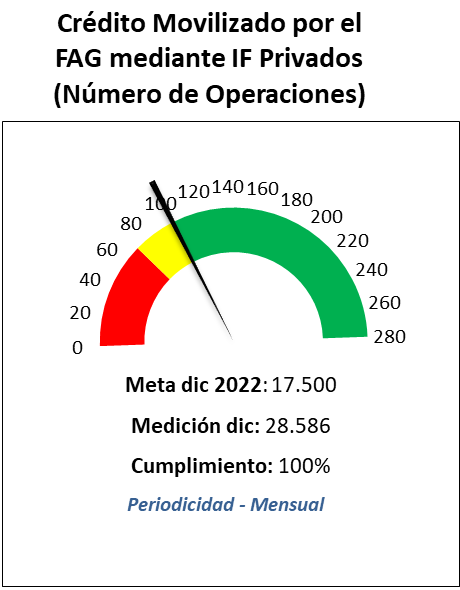 Crédito Movilizado por el
FAG mediante IF Privados
(Número de Operaciones)
0
20
40
60
80
100
120
140
160
180
200
220
240
260
280
Meta dic 2022: 17.500
Medición dic: 28.586
Cumplimiento: 100%
Periodicidad - Mensual